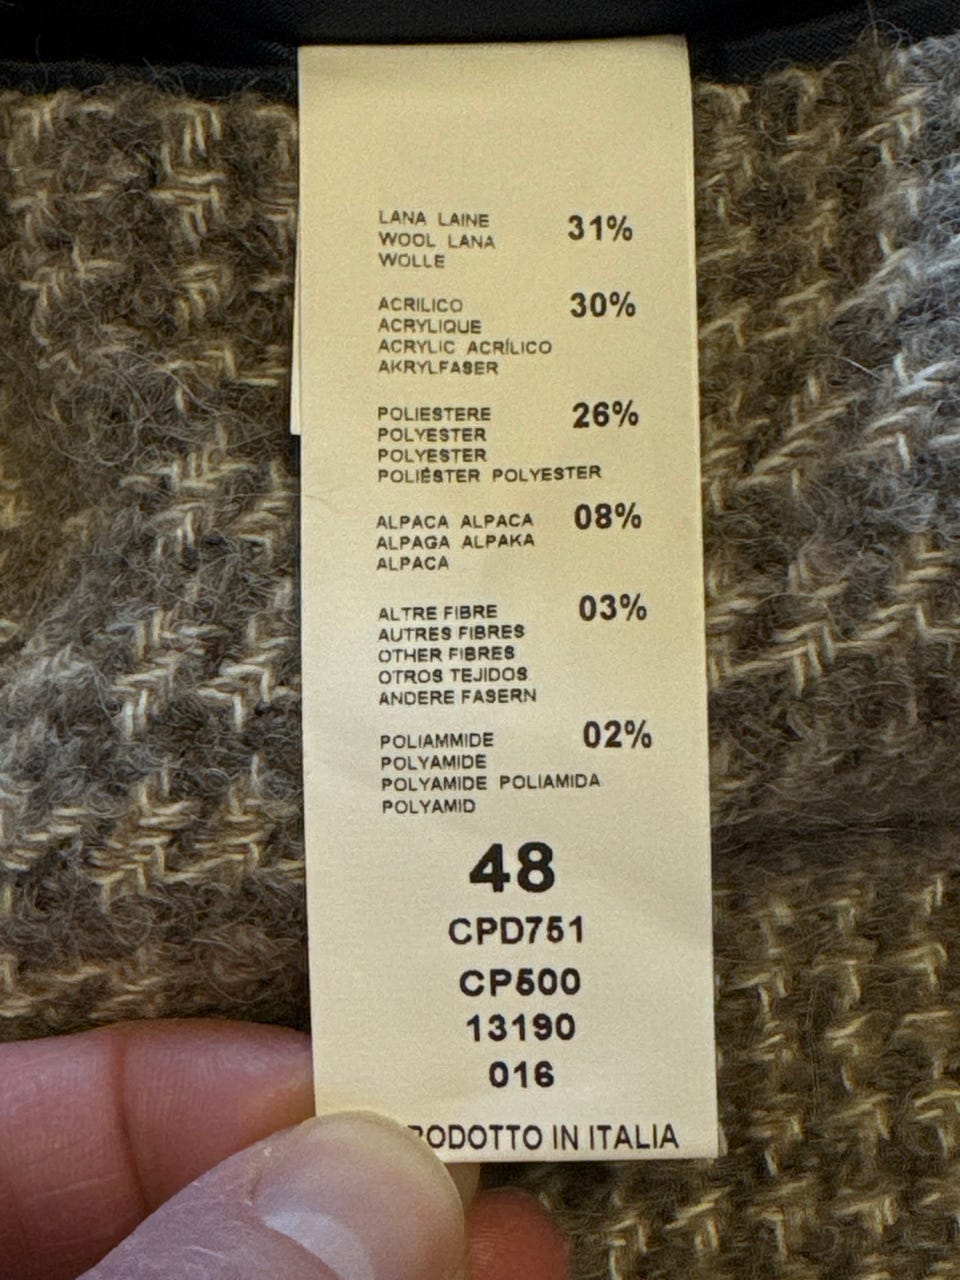 LANA LAINE 31%
WOOL LANA
WOLLE
ACRILICO 30%
ACRYLIQUE
ACRYLIC ACRÍLICO
AKRYLFASER
POLIESTERE 26%
POLYESTER
POLYESTER
POLIÉSTER POLYESTER
ALPACA ALPACA 08%
ALPAGA ALPAKA
ALPACA
ALTRE FIBRE 03%
AUTRES FIBRES
OTHER FIBRES
OTROS TEJIDOS
ANDERE FASERN
POLIAMMIDE 02%
POLYAMIDE
POLYAMIDE POLIAMIDA
POLYAMID
48
CPD751
CP500
13190
016
RODOTTO IN ITALIA